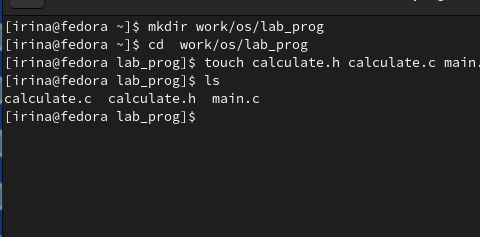 [irina@fedora ~]$ mkdir work/os/lab_prog
[irina@fedora ~]$ cd  work/os/lab_prog
[irina@fedora lab_prog]$ touch calculate.h calculate.c main.
[irina@fedora lab_prog]$ ls
calculate.c  calculate.h  main.c
[irina@fedora lab_prog]$